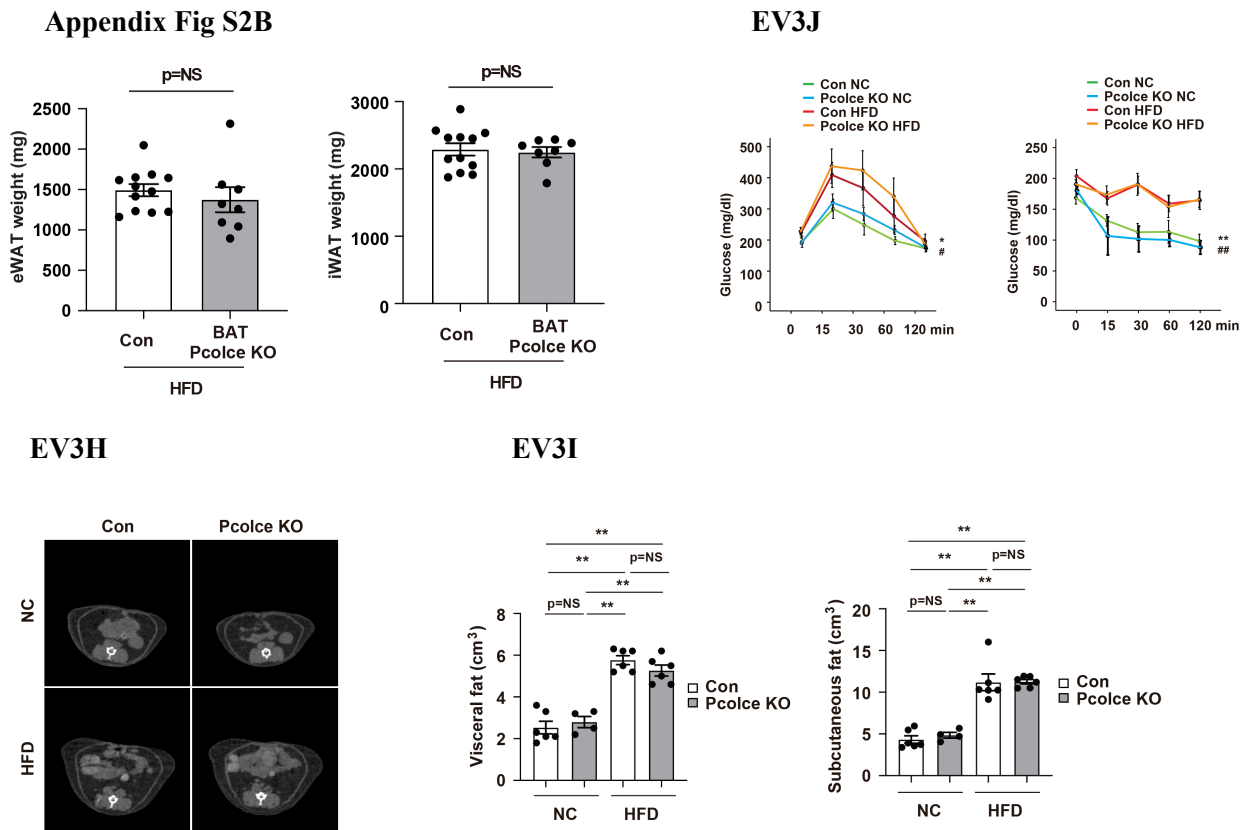 Appendix Fig S2B
p=NS
eWAT weight (mg)
2500
2000
1500
1000
500
0
Con
BAT
Pcolce KO
HFD
p=NS
iWAT weight (mg)
3000
2000
2000
0
Con
BAT
Pcolce KO
HFD
EV3J
Con NC
Pcolce KO NC
Con HFD
Pcolce KO HFD
Glucose (mg/dl)
500
400
300
200
100
0
*
#
0 15 30 60 120 min
Con NC
Pcolce KO NC
Con HFD
Pcolce KO HFD
Glucose (mg/dl)
250
200
150
100
50
0
**
##
0 15 30 60 120 min
EV3H
Con Pcolce KO
NC
HFD
EV3I
**
** p=NS
**
p=NS **
Visceral fat (cm³)
8
6
4
2
0
NC HFD
Con
Pcolce KO
**
** p=NS
**
p=NS **
Subcutaneous fat (cm³)
20
15
10
5
0
NC HFD
Con
Pcolce KO